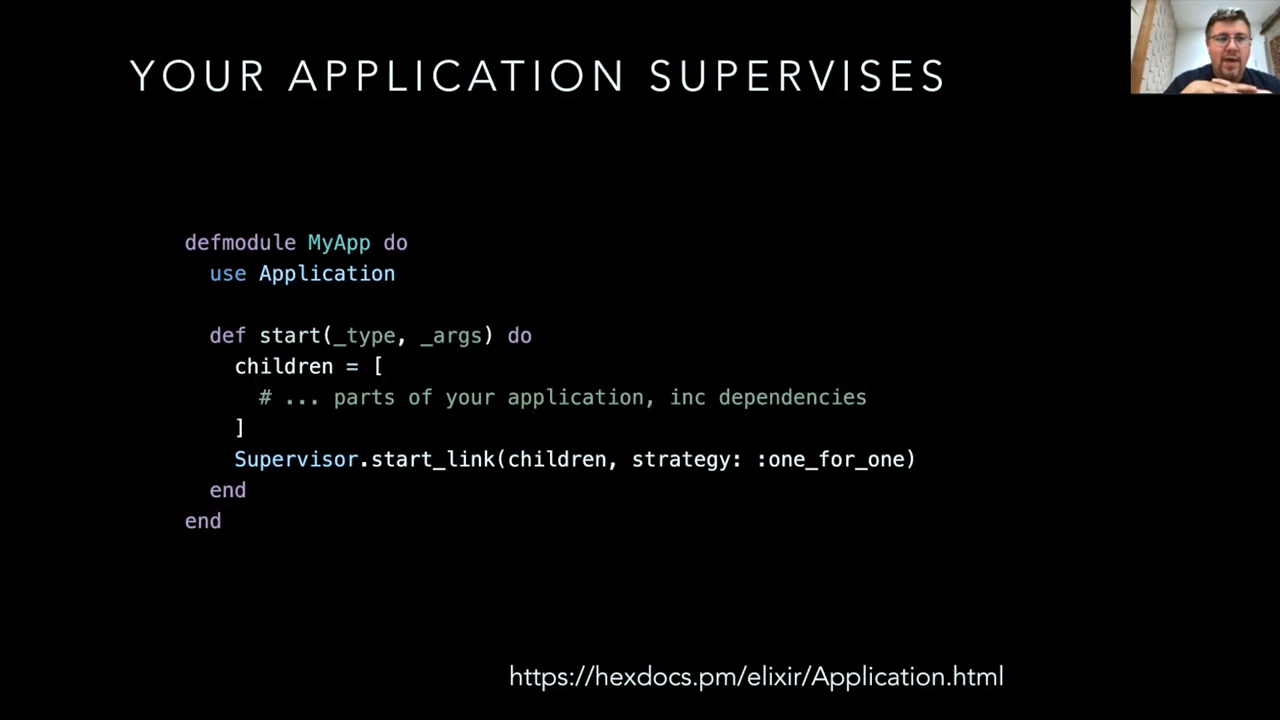 YOUR APPLICATION SUPERVISES
defmodule MyApp do
  use Application

  def start(_type, _args) do
    children = [
      # ... parts of your application, inc dependencies
    ]
    Supervisor.start_link(children, strategy: :one_for_one)
  end
end
https://hexdocs.pm/elixir/Application.html